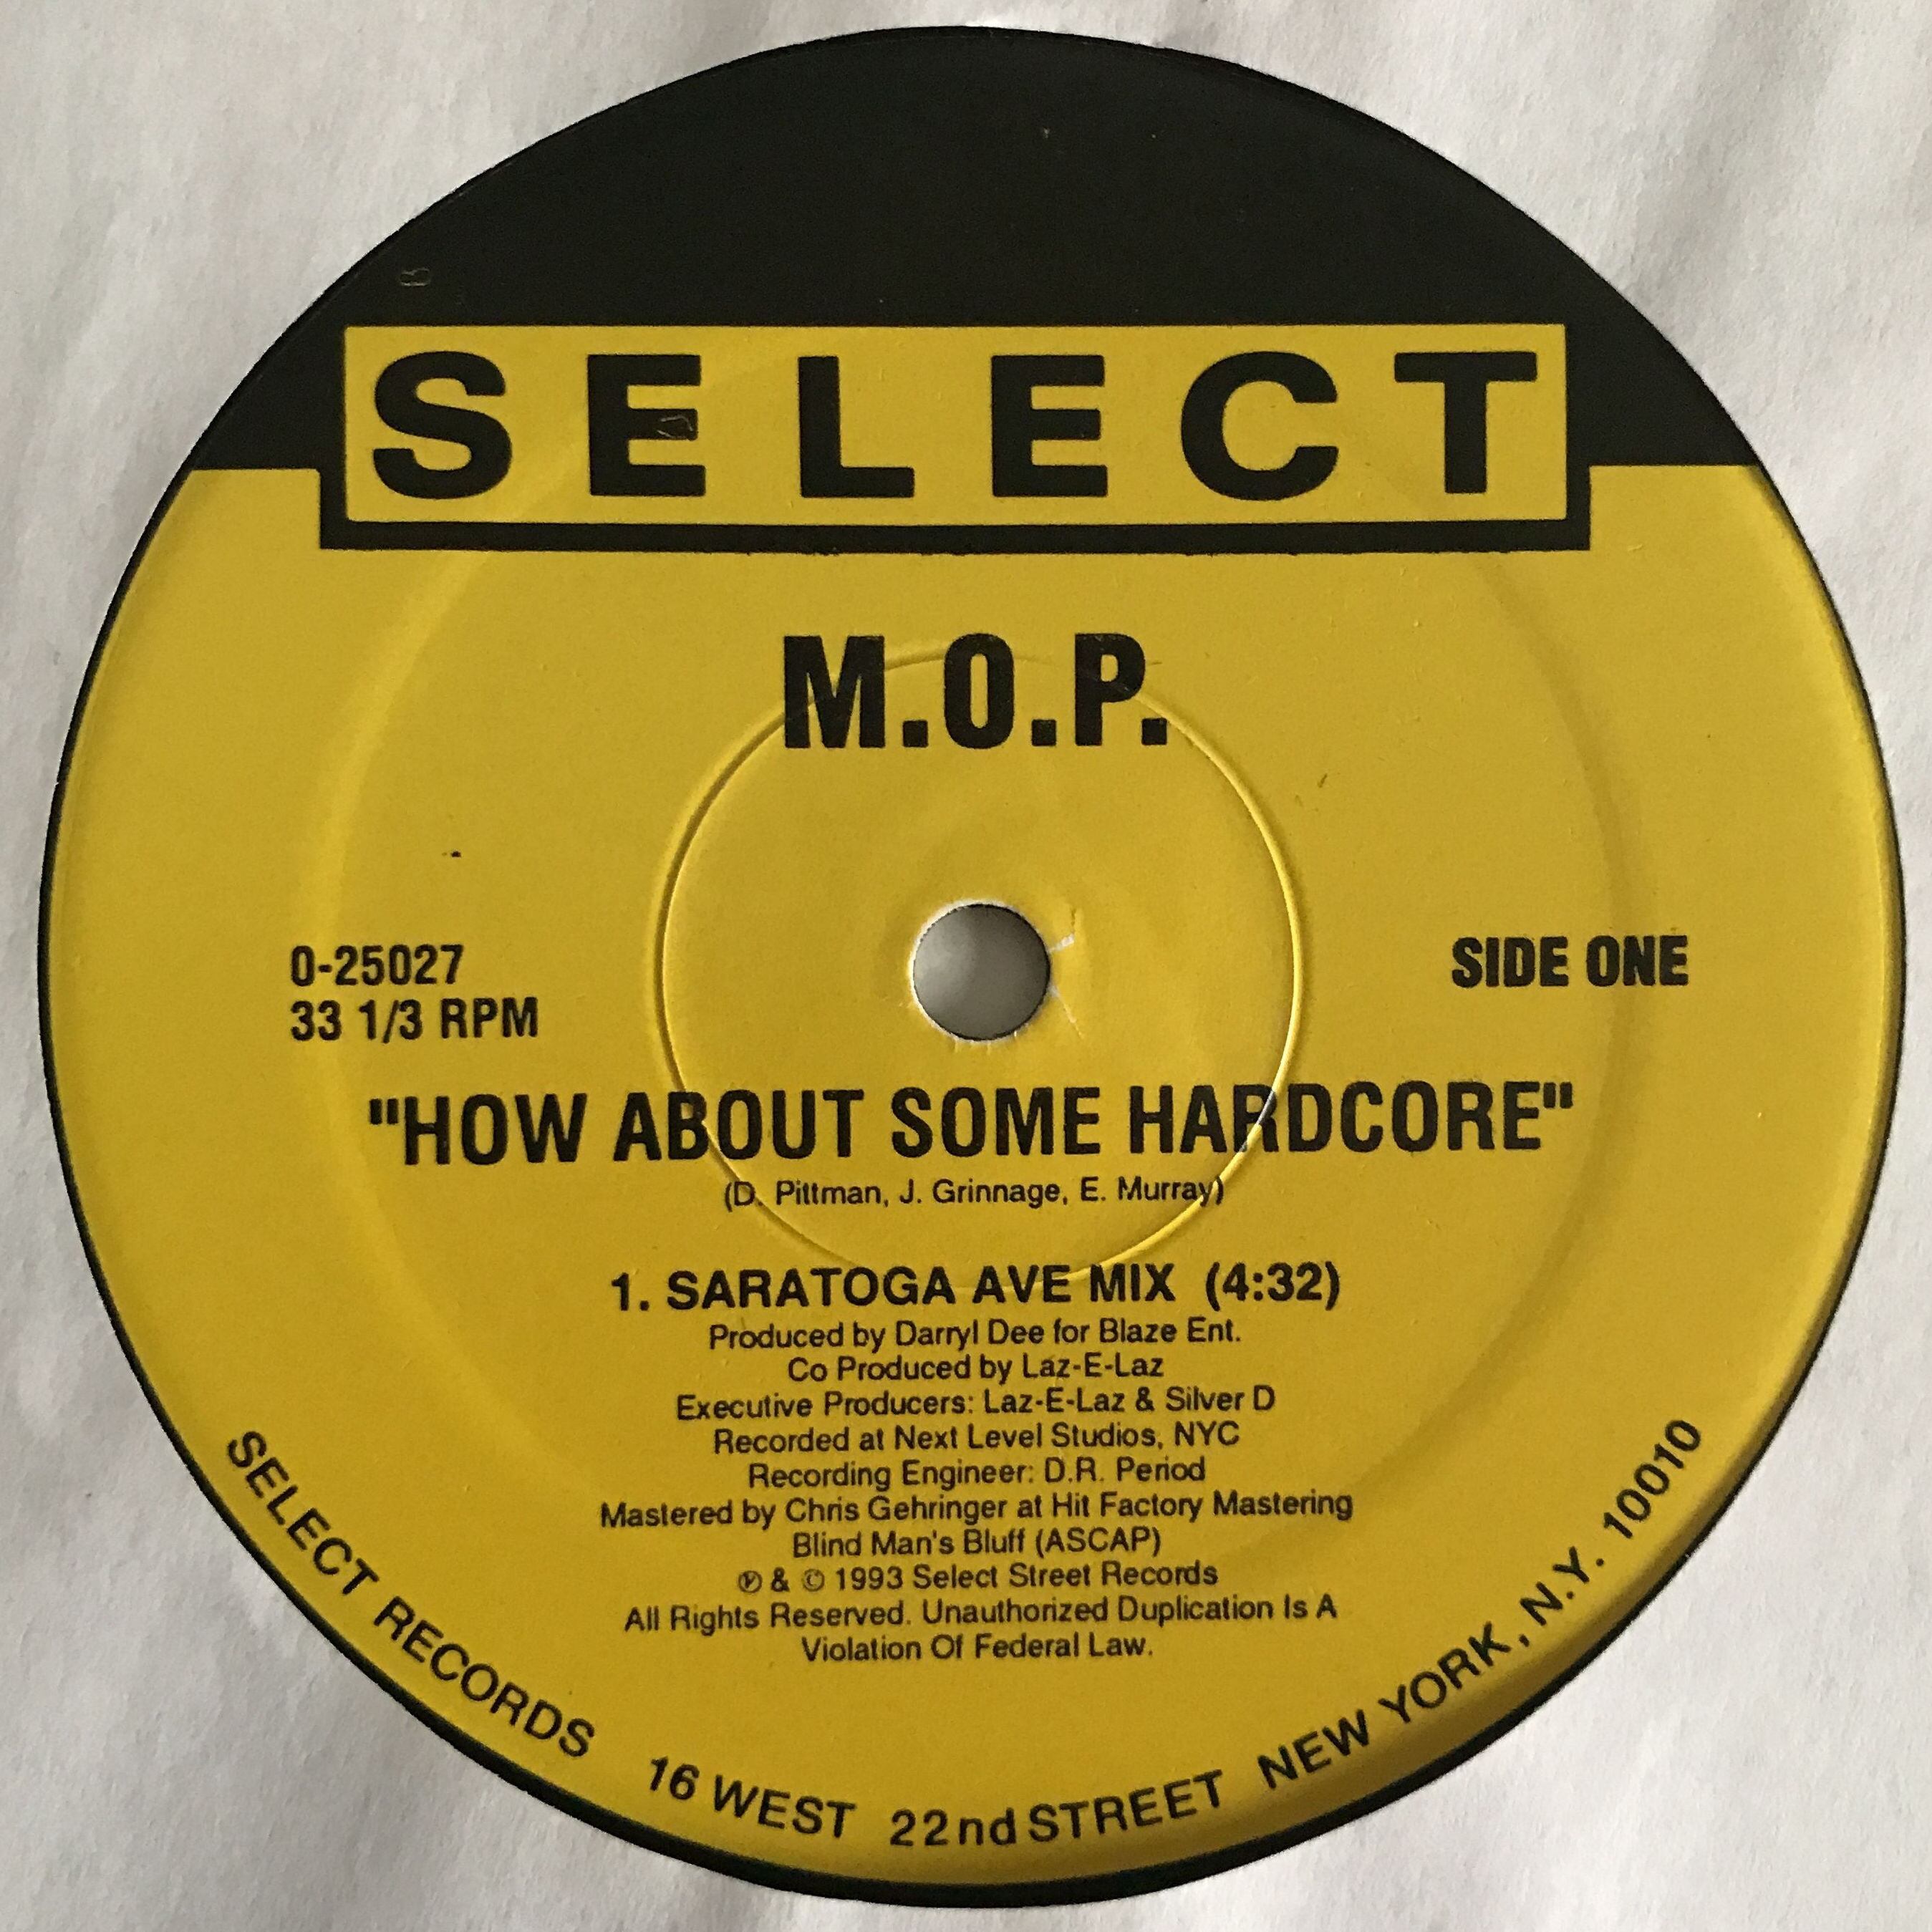 SELECT
M.O.P.
0-25027
33 1/3 RPM
SIDE ONE
"HOW ABOUT SOME HARDCORE"
(D. Pittman, J. Grinnage, E. Murray)
1. SARATOGA AVE MIX (4:32)
Produced by Darryl Dee for Blaze Ent.
Co Produced by Laz-E-Laz
Executive Producers: Laz-E-Laz & Silver D
Recorded at Next Level Studios, NYC
Recording Engineer: D.R. Period
Mastered by Chris Gehringer at Hit Factory Mastering
Blind Man's Bluff (ASCAP)
℗ & © 1993 Select Street Records
All Rights Reserved. Unauthorized Duplication Is A
Violation Of Federal Law.
SELECT RECORDS 16 WEST 22nd STREET NEW YORK, N.Y. 10010